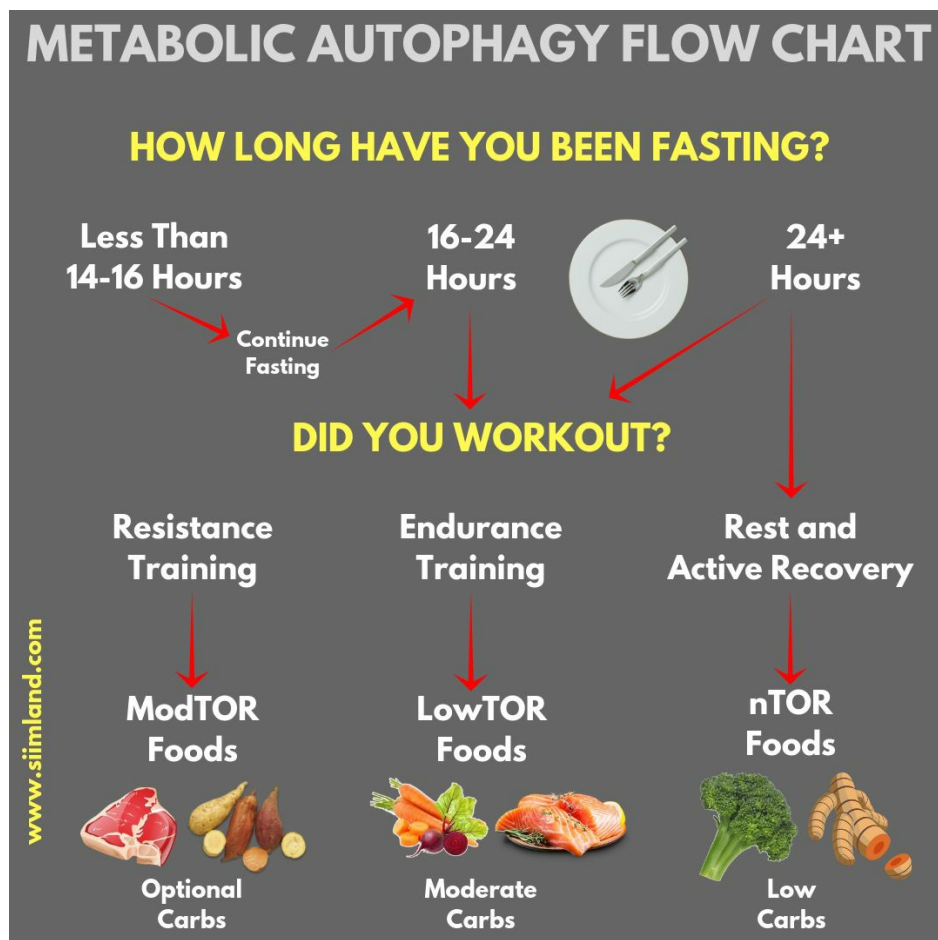 METABOLIC AUTOPHAGY FLOW CHART
HOW LONG HAVE YOU BEEN FASTING?
Less Than
14-16 Hours
16-24
Hours
24+
Hours
Continue
Fasting
DID YOU WORKOUT?
Resistance
Training
Endurance
Training
Rest and
Active Recovery
ModTOR
Foods
LowTOR
Foods
nTOR
Foods
Optional
Carbs
Moderate
Carbs
Low
Carbs
www.siimland.com